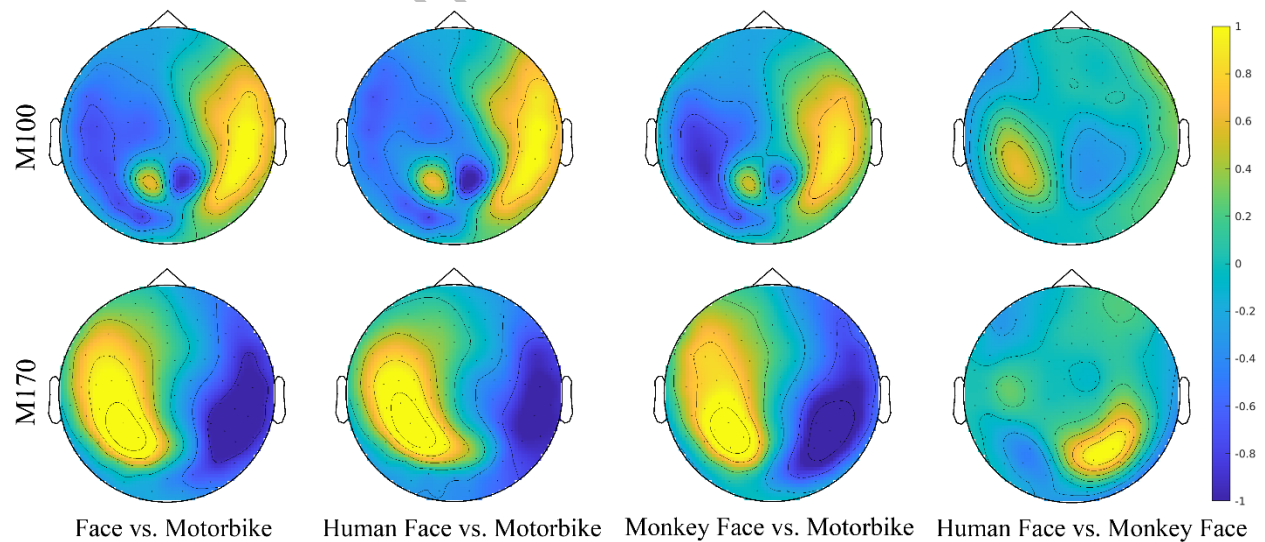 M100
M170
Face vs. Motorbike
Human Face vs. Motorbike
Monkey Face vs. Motorbike
Human Face vs. Monkey Face
1
0.8
0.6
0.4
0.2
0
-0.2
-0.4
-0.6
-0.8
-1